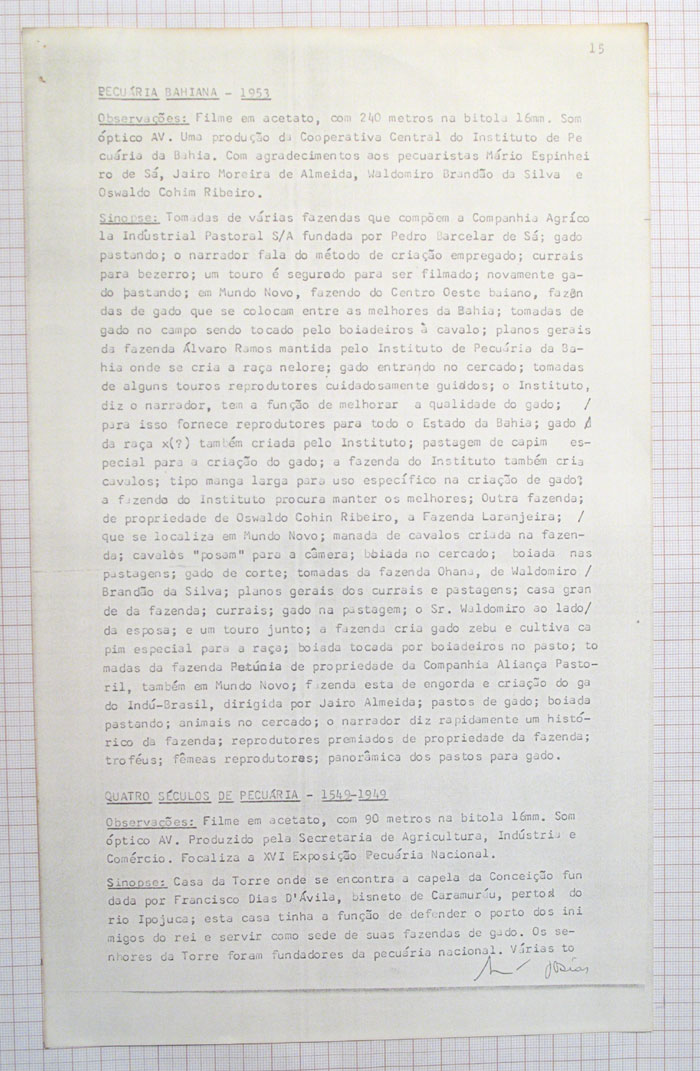 15
PECUÁRIA BAHIANA - 1953
Observações: Filme em acetato, com 240 metros na bitola 16mm. Som
óptico AV. Uma produção da Cooperativa Central do Instituto de Pe
cuária da Bahia. Com agradecimentos aos pecuaristas Mário Espinhei
ro de Sá, Jairo Moreira de Almeida, Waldomiro Brandão da Silva e
Oswaldo Cohim Ribeiro.
Sinopse: Tomadas de várias fazendas que compõem a Companhia Agríco
la Industrial Pastoral S/A fundada por Pedro Barcelar de Sá; gado
pastando; o narrador fala do método de criação empregado; currais
para bezerro; um touro é segurado para ser filmado; novamente ga-
do pastando; em Mundo Novo, fazendo do Centro Oeste baiano, fazen
das de gado que se colocam entre as melhores da Bahia; tomadas de
gado no campo sendo tocado pelo boiadeiros à cavalo; planos gerais
da fazenda Álvaro Ramos mantida pelo Instituto de Pecuária da Ba-
hia onde se cria a raça nelore; gado entrando no cercado; tomadas
de alguns touros reprodutores cuidadosamente guiados; o Instituto,
diz o narrador, tem a função de melhorar a qualidade do gado; /
para isso fornece reprodutores para todo o Estado da Bahia; gado /
da raça x(?) também criada pelo Instituto; pastagem de capim es-
pecial para a criação do gado; a fazenda do Instituto também cria
cavalos; tipo manga larga para uso específico na criação de gado;
a fazenda do Instituto procura manter os melhores; Outra fazenda;
de propriedade de Oswaldo Cohin Ribeiro, a Fazenda Laranjeira; /
que se localiza em Mundo Novo; manada de cavalos criada na fazen-
da; cavalos "posam" para a câmera; boiada no cercado; boiada nas
pastagens; gado de corte; tomadas da fazenda Ohana, de Waldomiro /
Brandão da Silva; planos gerais dos currais e pastagens; casa gran
de da fazenda; currais; gado na pastagem; o Sr. Waldomiro ao lado/
da esposa; e um touro junto; a fazenda cria gado zebu e cultiva ca
pim especial para a raça; boiada tocada por boiadeiros no pasto; to
madas da fazenda Petúnia de propriedade da Companhia Aliança Pasto-
ril, também em Mundo Novo; fazenda esta de engorda e criação do ga
do Indú-Brasil, dirigida por Jairo Almeida; pastos de gado; boiada
pastando; animais no cercado; o narrador diz rapidamente um histó-
rico da fazenda; reprodutores premiados de propriedade da fazenda;
troféus; fêmeas reprodutoras; panorâmica dos pastos para gado.
QUATRO SÉCULOS DE PECUÁRIA - 1549-1949
Observações: Filme em acetato, com 90 metros na bitola 16mm. Som
óptico AV. Produzido pela Secretaria de Agricultura, Indústria e
Comércio. Focaliza a XVI Exposição Pecuária Nacional.
Sinopse: Casa da Torre onde se encontra a capela da Conceição fun
dada por Francisco Dias D'Ávila, bisneto de Caramuráu, perto do
rio Ipojuca; esta casa tinha a função de defender o porto dos ini
migos do rei e servir como sede de suas fazendas de gado. Os se-
nhores da Torre foram fundadores da pecuária nacional. Várias to